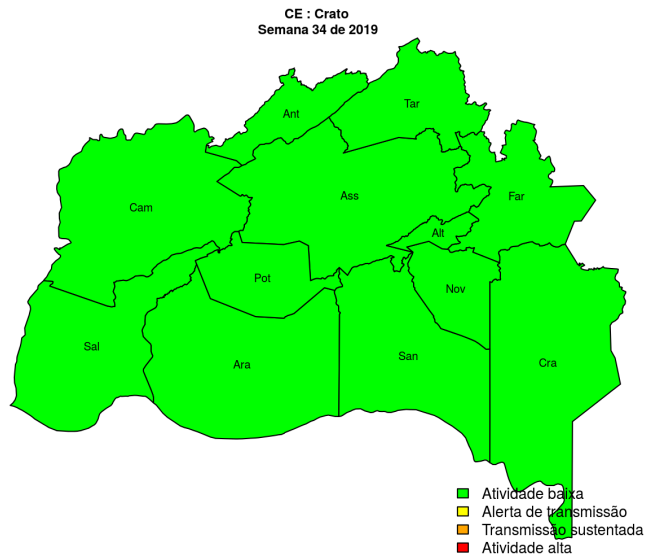 CE : Crato
Semana 34 de 2019
Tar
Ant
Ass
Far
Cam
Alt
Pot
Nov
Sal
San
Ara
Cra
Atividade baixa
Alerta de transmissão
Transmissão sustentada
Atividade alta